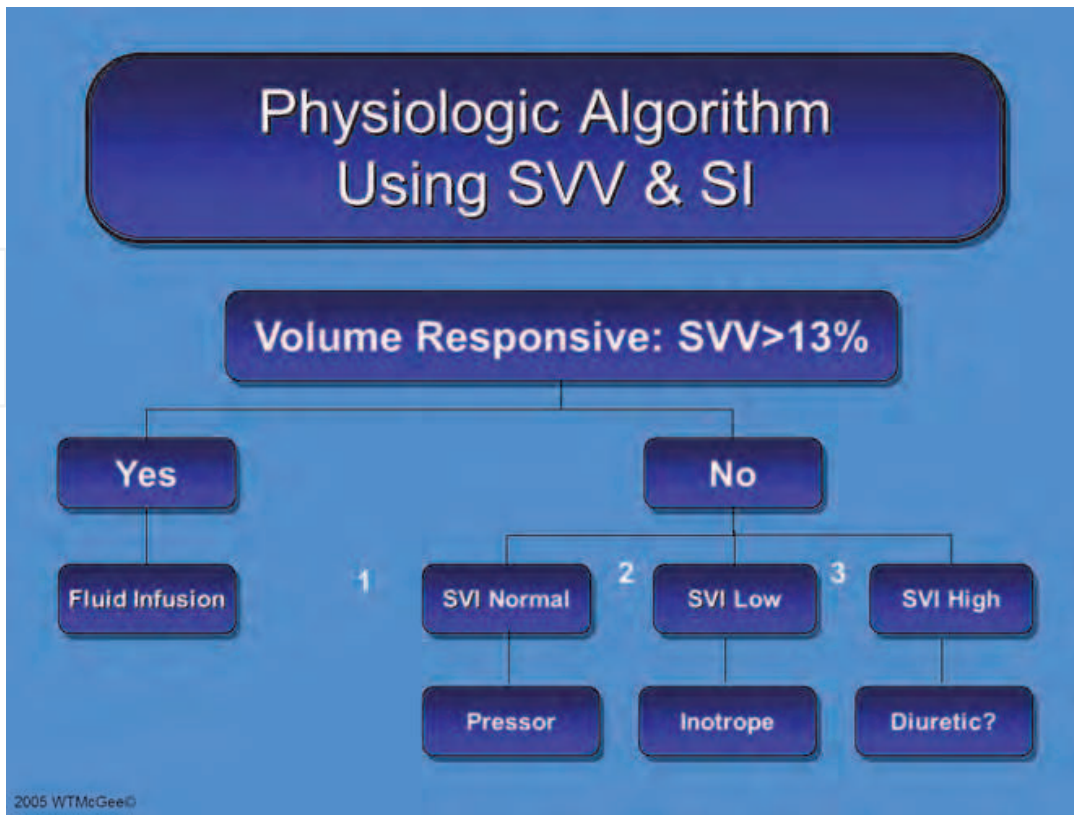 Physiologic Algorithm
Using SVV & SI
Volume Responsive: SVV>13%
Yes
No
Fluid Infusion
1
SVI Normal
2
SVI Low
3
SVI High
Pressor
Inotrope
Diuretic?
2005 WTMcGee©